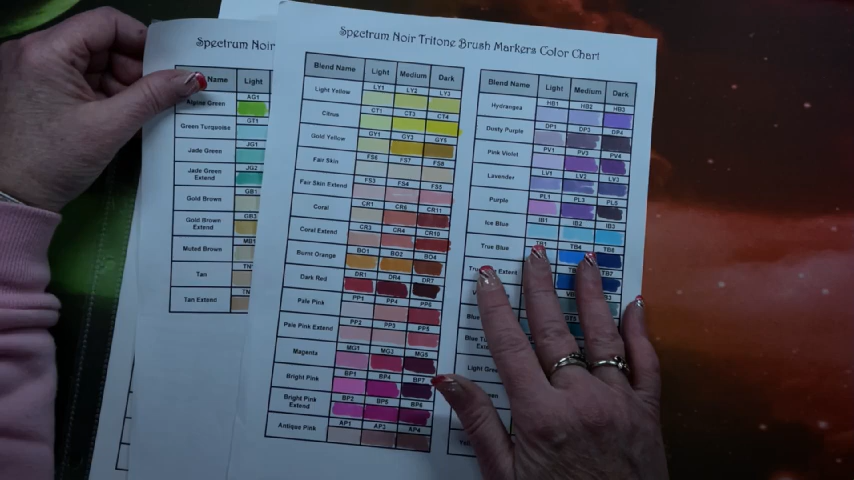 Spectrum Noir
Name Light
AG1
Alpine Green
GT1
Green Turquoise
JG1
Jade Green
JG2
Jade Green
Extend
GB1
Gold Brown
GB3
Gold Brown
Extend
MB1
Muted Brown
Tan
Tan Extend
Spectrum Noir Tritone Brush Markers Color Chart
Blend Name Light Medium Dark
LY1 LY2 LY3
Light Yellow
CT1 CT3 CT4
Citrus
GY1 GY3 GY5
Gold Yellow
FS6 FS7 FS8
Fair Skin
FS3 FS4 FS5
Fair Skin Extend
CR1 CR6 CR11
Coral
CR3 CR4 CR10
Coral Extend
BO1 BO2 BO4
Burnt Orange
DR1 DR4 DR7
Dark Red
PP1 PP4 PP6
Pale Pink
PP2 PP3 PP5
Pale Pink Extend
MG1 MG3 MG5
Magenta
BP1 BP4 BP7
Bright Pink
BP2 BP5 BP6
Bright Pink
Extend
AP1 AP3 AP4
Antique Pink
Blend Name Light Medium Dark
HB1 HB2 HB3
Hydrangea
DP1 DP3 DP4
Dusty Purple
PV1 PV3 PV4
Pink Violet
LV1 LV2 LV3
Lavender
PL1 PL3 PL5
Purple
IB1 IB2 IB3
Ice Blue
TB1 TB4 TB8
True Blue
TB7
Blue
Light Green